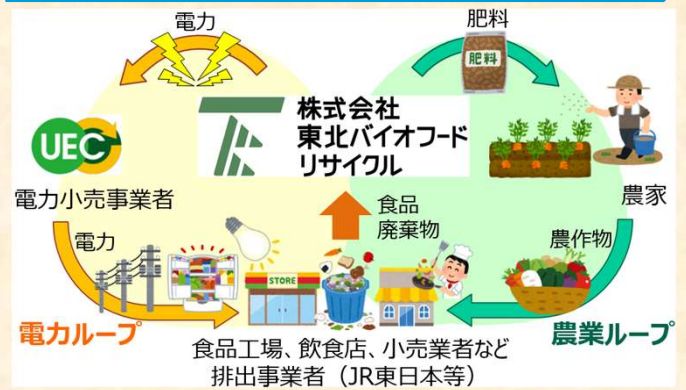 電力
肥料
肥料
株式会社
東北バイオフード
リサイクル
UEC
電力小売事業者
農家
食品
廃棄物
電力
農作物
STORE
電力ループ
農業ループ
食品工場、飲食店、小売業者など
排出事業者（JR東日本等）